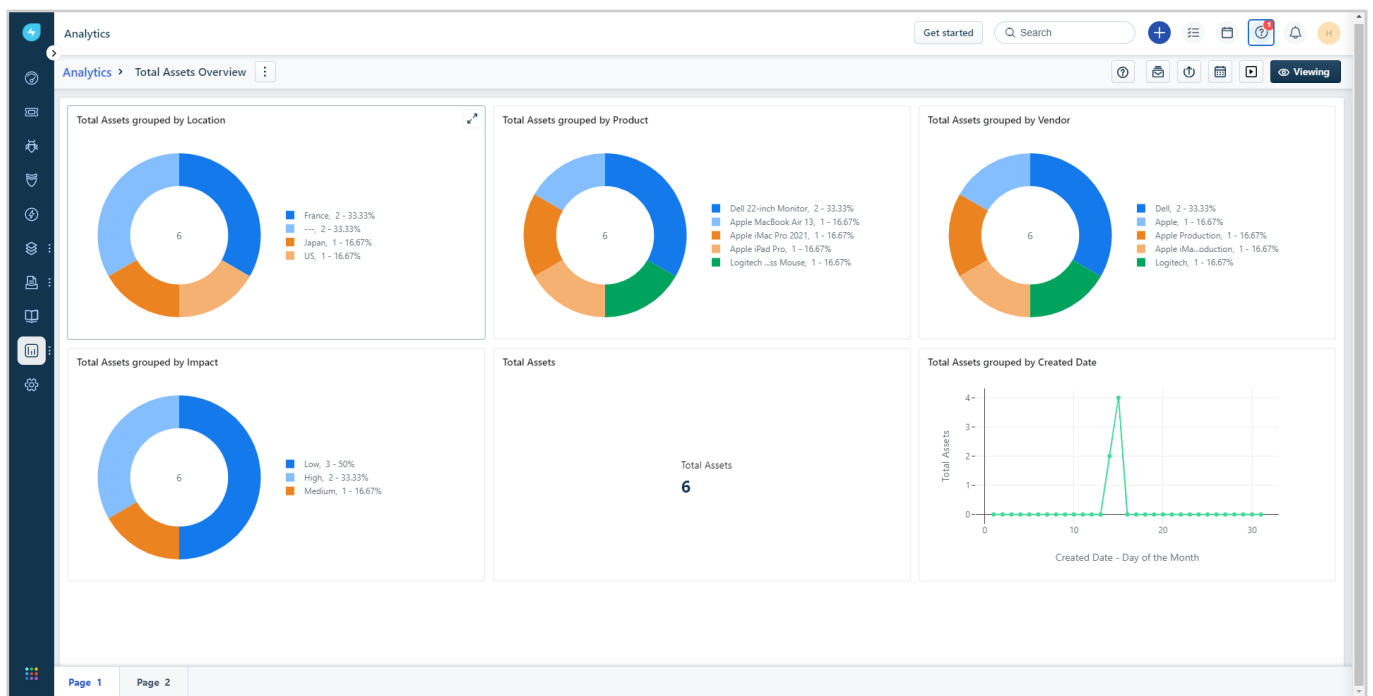 Analytics
Get started
Search
1
H
Analytics > Total Assets Overview
Viewing
Total Assets grouped by Location
6
France, 2 - 33.33%
---, 2 - 33.33%
Japan, 1 - 16.67%
US, 1 - 16.67%
Total Assets grouped by Product
6
Dell 22-inch Monitor, 2 - 33.33%
Apple MacBook Air 13, 1 - 16.67%
Apple iMac Pro 2021, 1 - 16.67%
Apple iPad Pro, 1 - 16.67%
Logitech ...ss Mouse, 1 - 16.67%
Total Assets grouped by Vendor
6
Dell, 2 - 33.33%
Apple, 1 - 16.67%
Apple Production, 1 - 16.67%
Apple iMa...oduction, 1 - 16.67%
Logitech, 1 - 16.67%
Total Assets grouped by Impact
6
Low, 3 - 50%
High, 2 - 33.33%
Medium, 1 - 16.67%
Total Assets
Total Assets
6
Total Assets grouped by Created Date
Total Assets
4
3
2
1
0
0 10 20 30
Created Date - Day of the Month
Page 1
Page 2